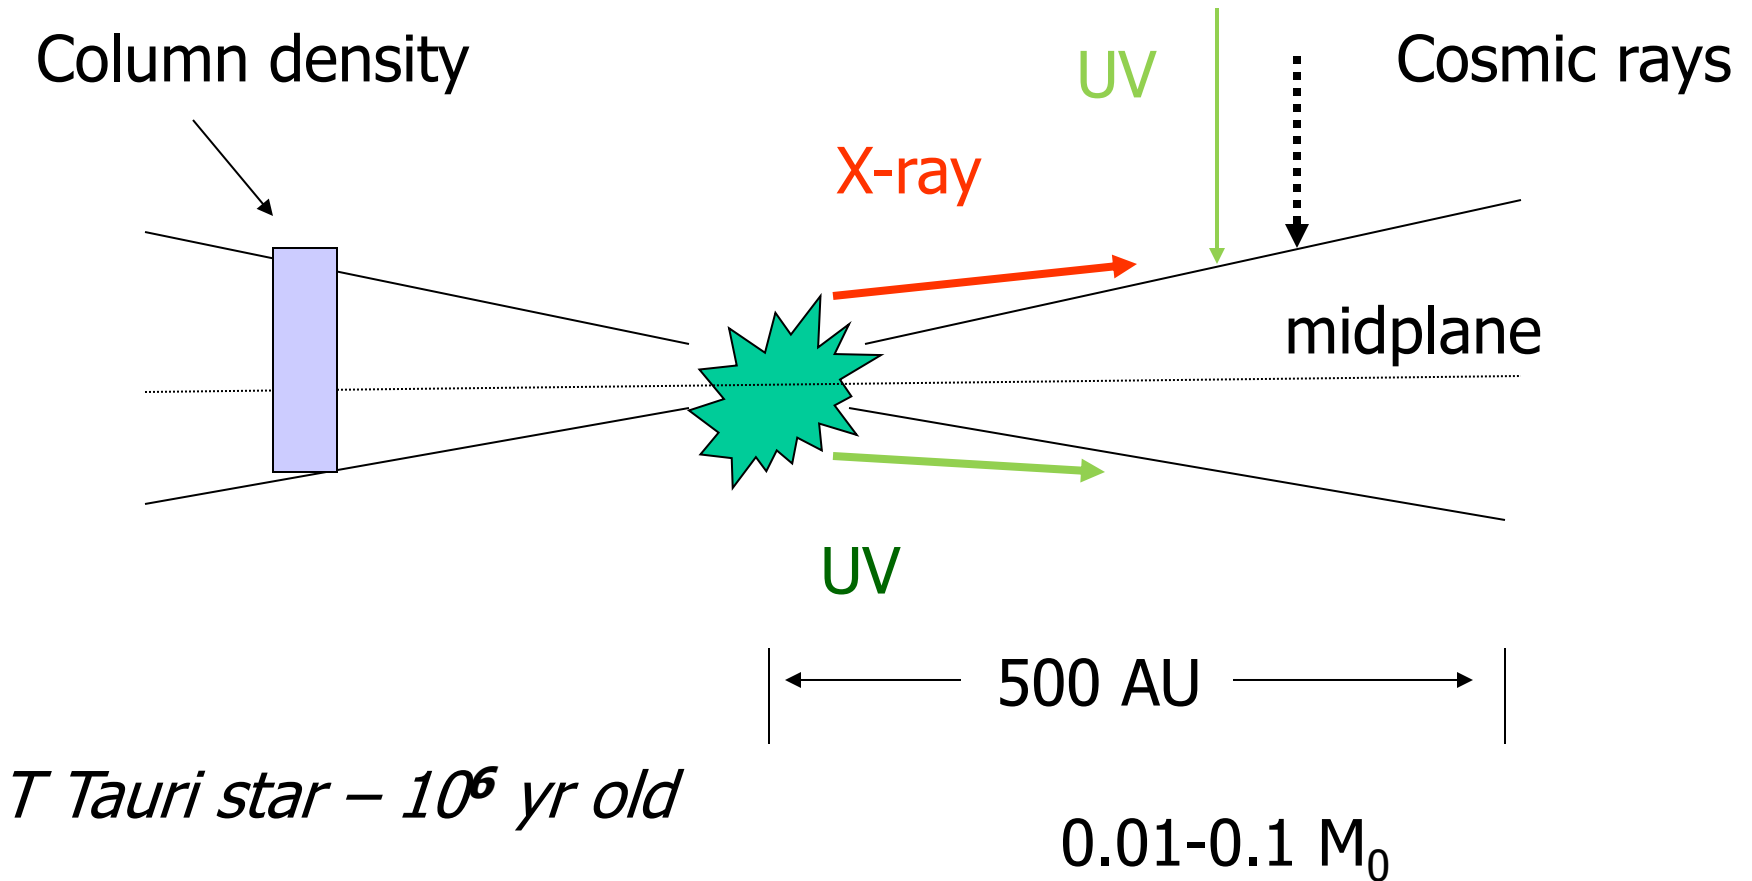 Column density
UV
Cosmic rays
X-ray
midplane
UV
500 AU
T Tauri star – 10⁶ yr old
0.01-0.1 M₀